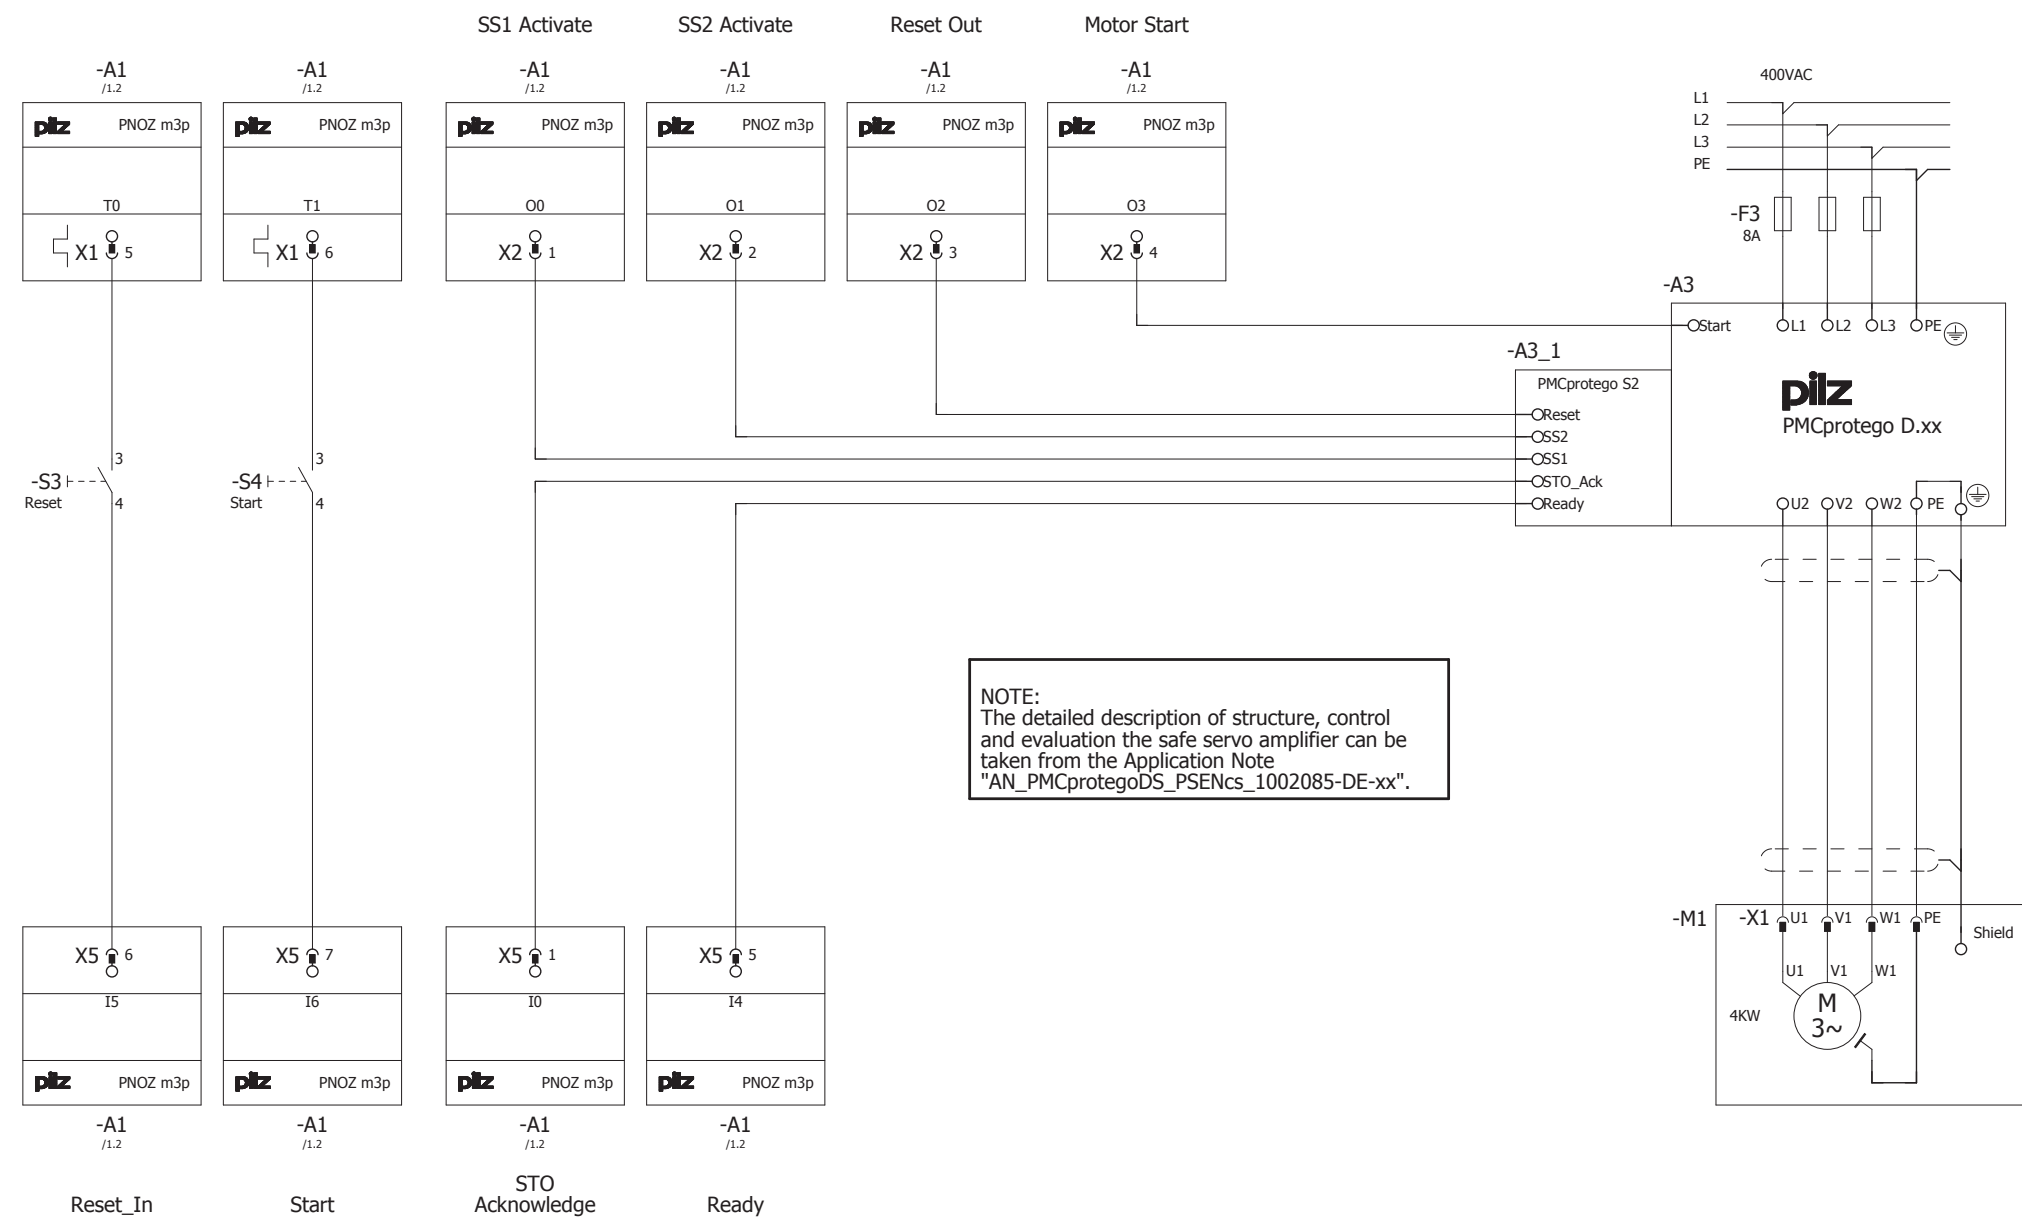 SS1 Activate SS2 Activate Reset Out Motor Start
-A1 -A1 -A1 -A1 -A1 -A1
/1.2 /1.2 /1.2 /1.2 /1.2 /1.2
400VAC
L1
L2
L3
PE
pilz PNOZ m3p pilz PNOZ m3p pilz PNOZ m3p pilz PNOZ m3p pilz PNOZ m3p pilz PNOZ m3p
T0 T1 O0 O1 O2 O3
-F3
8A
X1 5 X1 6 X2 1 X2 2 X2 3 X2 4
-A3
Start L1 L2 L3 PE
-A3_1
PMCprotego S2
pilz
PMCprotego D.xx
Reset
SS2
SS1
STO_Ack
Ready
3 3
-S3 -S4
Reset 4 Start 4
U2 V2 W2 PE
NOTE:
The detailed description of structure, control
and evaluation the safe servo amplifier can be
taken from the Application Note
"AN_PMCprotegoDS_PSENcs_1002085-DE-xx".
-M1 -X1 U1 V1 W1 PE
Shield
X5 6 X5 7 X5 1 X5 5
U1 V1 W1
I5 I6 I0 I4
M
3~
4KW
pilz PNOZ m3p pilz PNOZ m3p pilz PNOZ m3p pilz PNOZ m3p
-A1 -A1 -A1 -A1
/1.2 /1.2 /1.2 /1.2
Reset_In Start STO
Acknowledge Ready